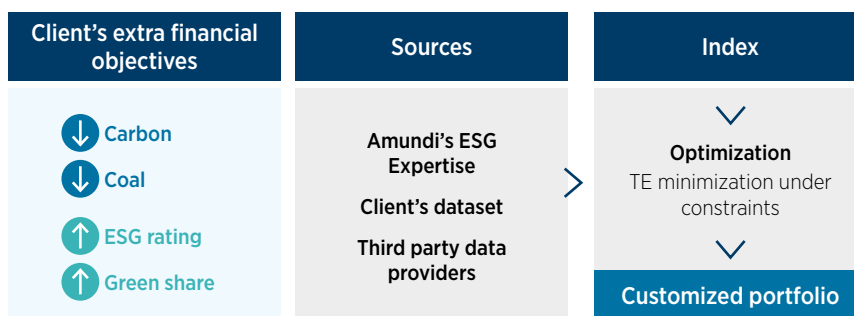 Client's extra financial
objectives
Carbon
Coal
ESG rating
Green share
Sources
Amundi's ESG
Expertise
Client's dataset
Third party data
providers
Index
Optimization
TE minimization under
constraints
Customized portfolio